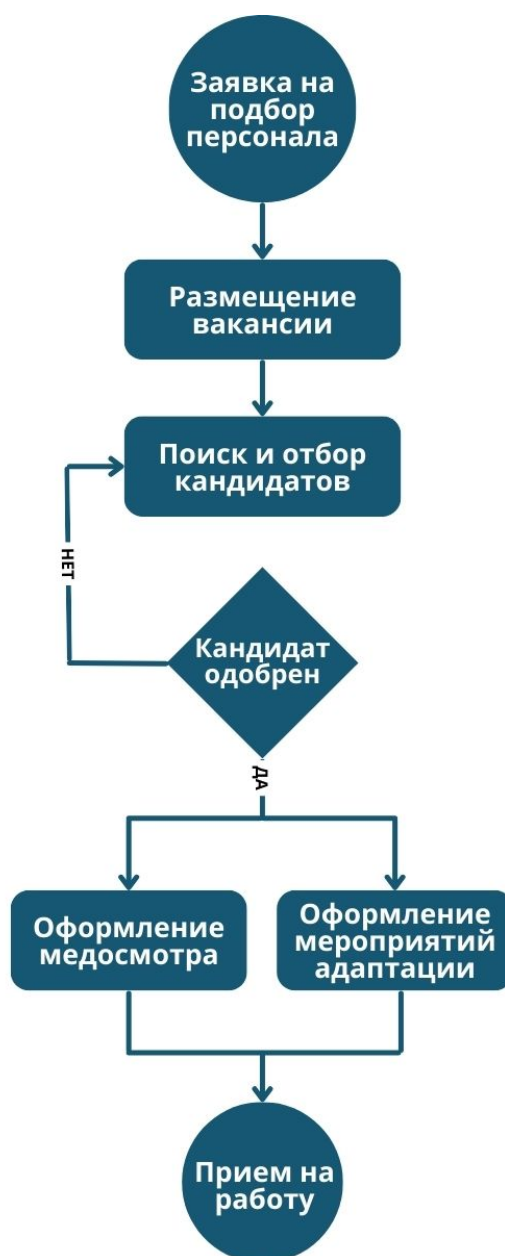 Заявка на
подбор
персонала
Размещение
вакансии
Поиск и отбор
кандидатов
НЕТ
Кандидат
одобрен
ДА
Оформление
медосмотра
Оформление
мероприятий
адаптации
Прием на
работу